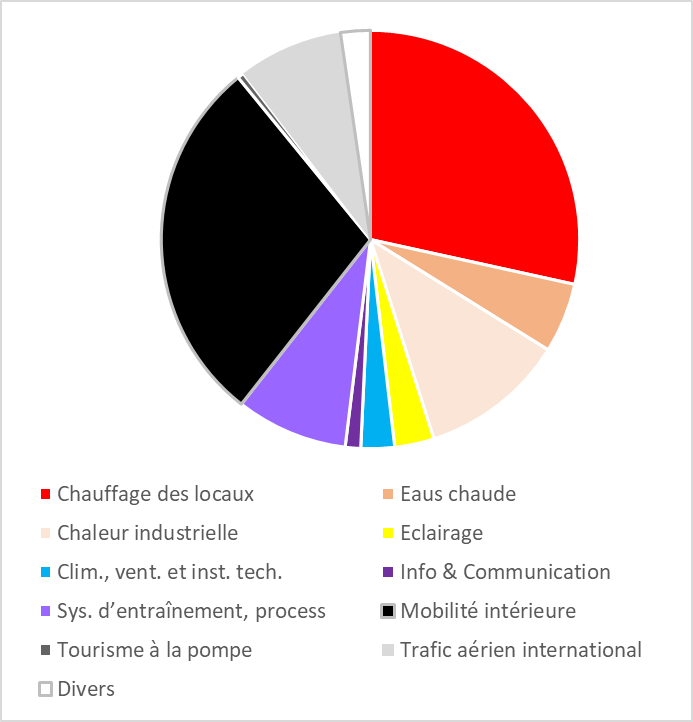 Chauffage des locaux
Eaus chaude
Chaleur industrielle
Eclairage
Clim., vent. et inst. tech.
Info & Communication
Sys. d’entraînement, process
Mobilité intérieure
Tourisme à la pompe
Trafic aérien international
Divers